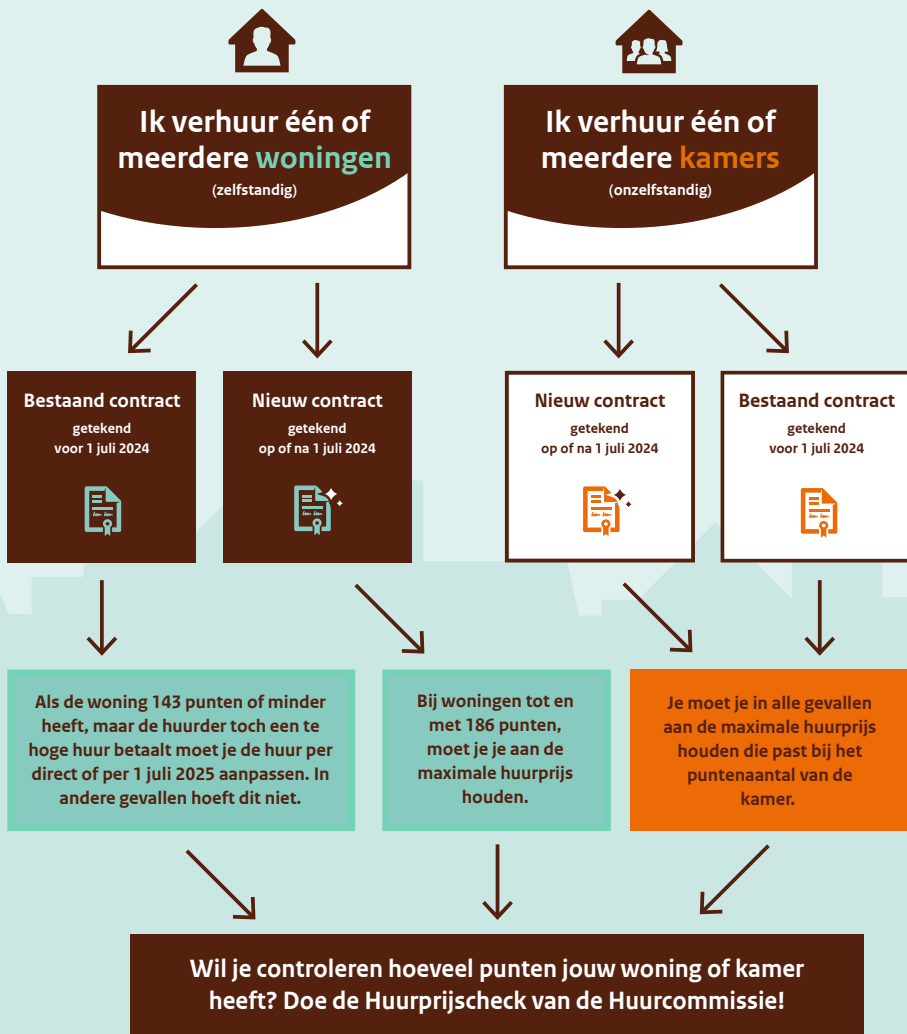 Ik verhuur één of
meerdere woningen
(zelfstandig)
Ik verhuur één of
meerdere kamers
(onzelfstandig)
Bestaand contract
getekend
voor 1 juli 2024
Nieuw contract
getekend
op of na 1 juli 2024
Nieuw contract
getekend
op of na 1 juli 2024
Bestaand contract
getekend
voor 1 juli 2024
Als de woning 143 punten of minder
heeft, maar de huurder toch een te
hoge huur betaalt moet je de huur per
direct of per 1 juli 2025 aanpassen. In
andere gevallen hoeft dit niet.
Bij woningen tot en
met 186 punten,
moet je je aan de
maximale huurprijs
houden.
Je moet je in alle gevallen
aan de maximale huurprijs
houden die past bij het
puntenaantal van de
kamer.
Wil je controleren hoeveel punten jouw woning of kamer
heeft? Doe de Huurprijscheck van de Huurcommissie!